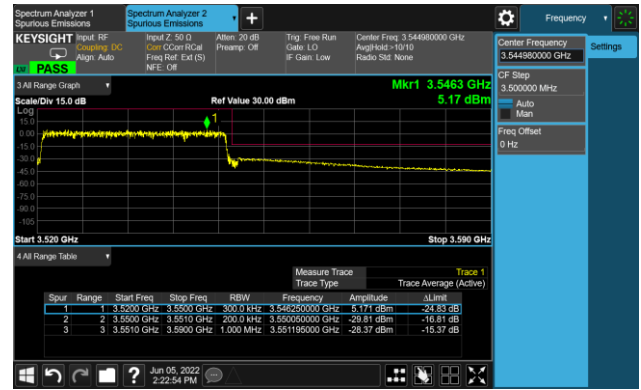 Spectrum Analyzer 1
Spurious Emissions
Spectrum Analyzer 2
Spurious Emissions
Frequency
KEYSIGHT
Input: RF
Coupling: DC
Align: Auto
Input Z: 50 Ω
Corr CCorr RCal
Freq Ref: Ext (S)
NFE: Off
Atten: 20 dB
Preamp: Off
Trig: Free Run
Gate: LO
IF Gain: Low
Center Freq: 3.544980000 GHz
Avg|Hold:>10/10
Radio Std: None
PASS
Center Frequency
3.544980000 GHz
Settings
CF Step
3.500000 MHz
Auto
Man
Freq Offset
0 Hz
3 All Range Graph
Mkr1 3.5463 GHz
5.17 dBm
Scale/Div 15.0 dB
Ref Value 30.00 dBm
Log
15.0
0.00
-15.0
-30.0
-45.0
-60.0
-75.0
-90.0
-105
1
Start 3.520 GHz
Stop 3.590 GHz
4 All Range Table
Measure Trace Trace 1
Trace Type Trace Average (Active)
Spur Range Start Freq Stop Freq RBW Frequency Amplitude ΔLimit
1 1 3.5200 GHz 3.5500 GHz 300.0 kHz 3.546250000 GHz 5.171 dBm -24.83 dB
2 2 3.5500 GHz 3.5510 GHz 200.0 kHz 3.550050000 GHz -29.81 dBm -16.81 dB
3 3 3.5510 GHz 3.5900 GHz 1.000 MHz 3.551195000 GHz -28.37 dBm -15.37 dB
Jun 05, 2022
2:22:54 PM